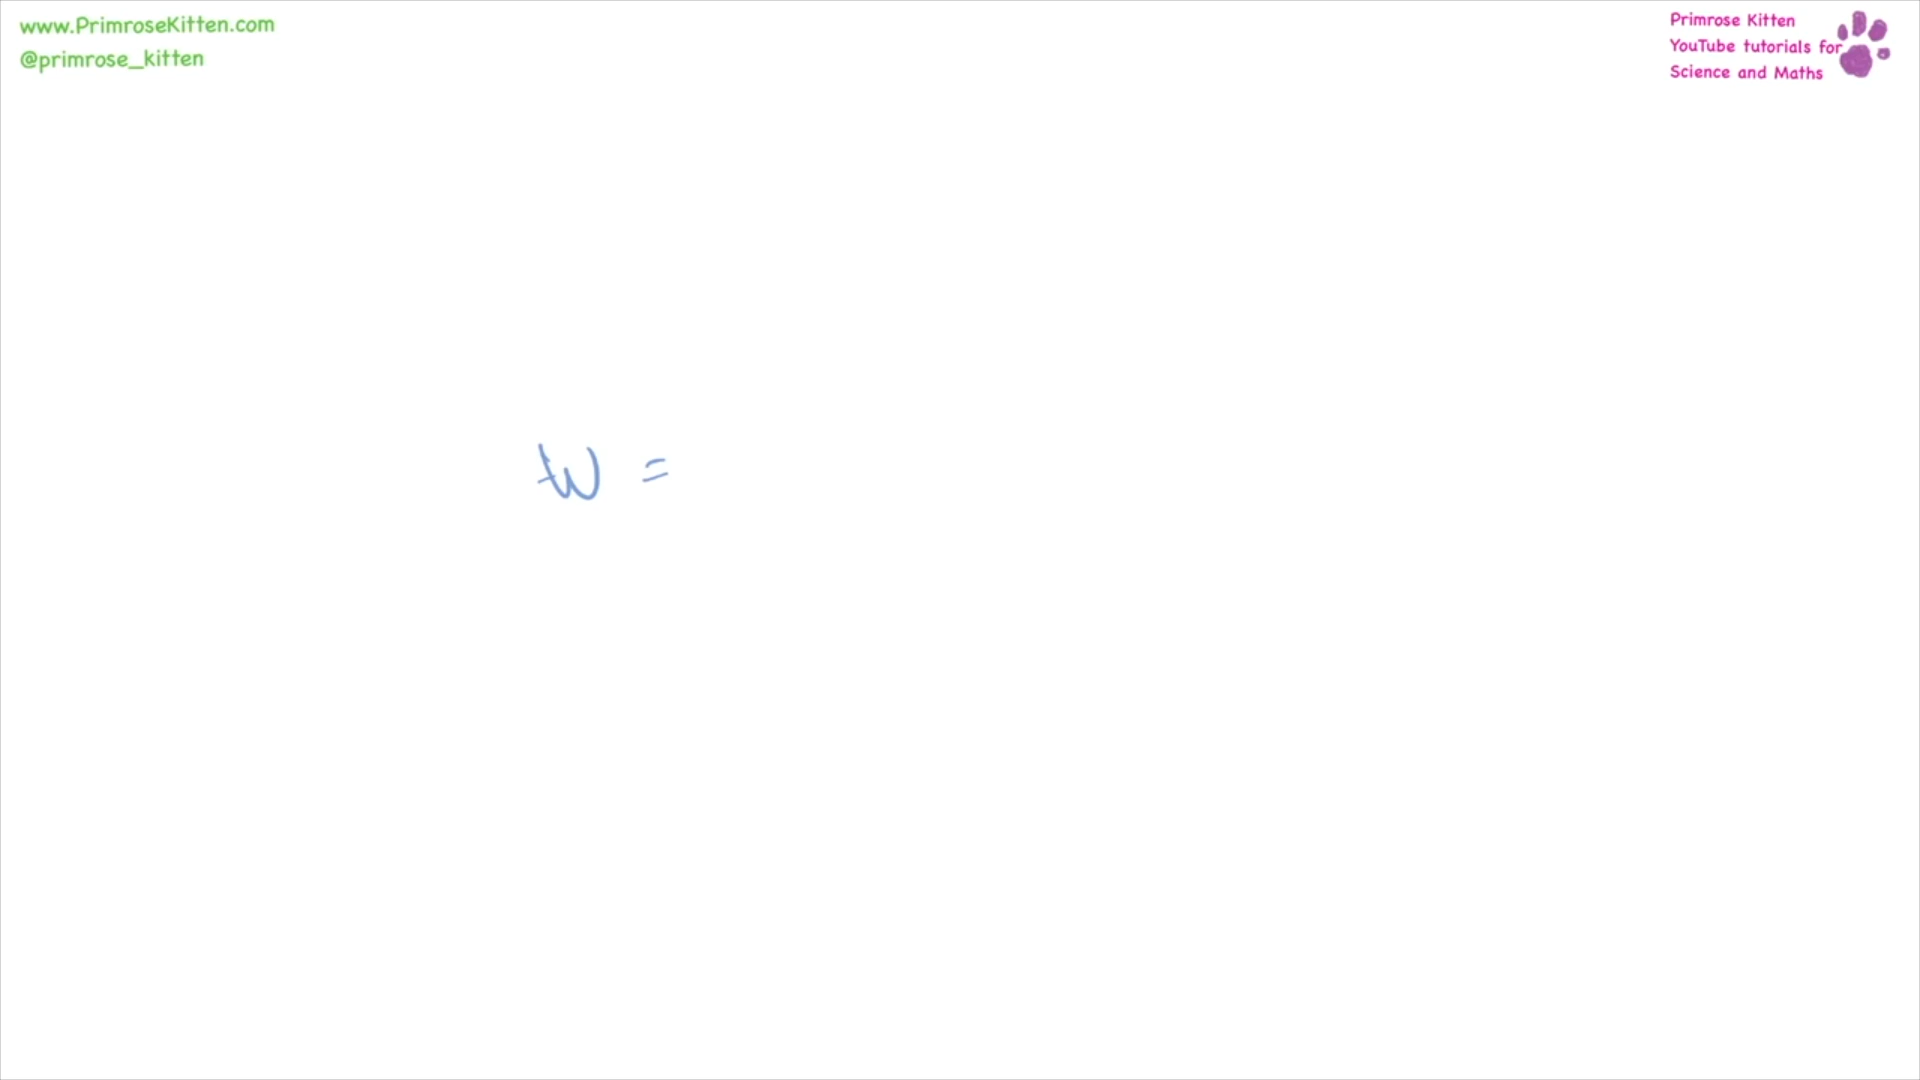 www.PrimroseKitten.com
@primrose_kitten
Primrose Kitten
YouTube tutorials for
Science and Maths
W =